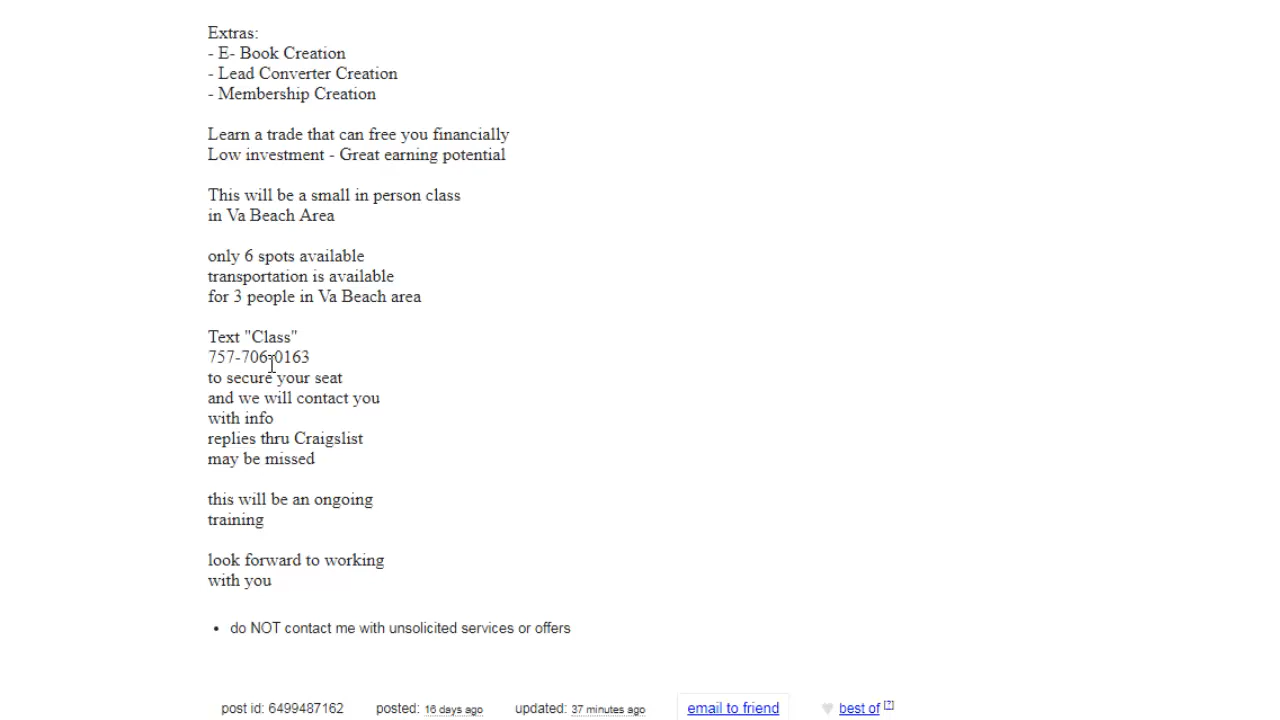 Extras:
- E- Book Creation
- Lead Converter Creation
- Membership Creation
Learn a trade that can free you financially
Low investment - Great earning potential
This will be a small in person class
in Va Beach Area
only 6 spots available
transportation is available
for 3 people in Va Beach area
Text "Class"
757-706-0163
to secure your seat
and we will contact you
with info
replies thru Craigslist
may be missed
this will be an ongoing
training
look forward to working
with you
• do NOT contact me with unsolicited services or offers
post id: 6499487162 posted: 16 days ago updated: 37 minutes ago email to friend best of [?]